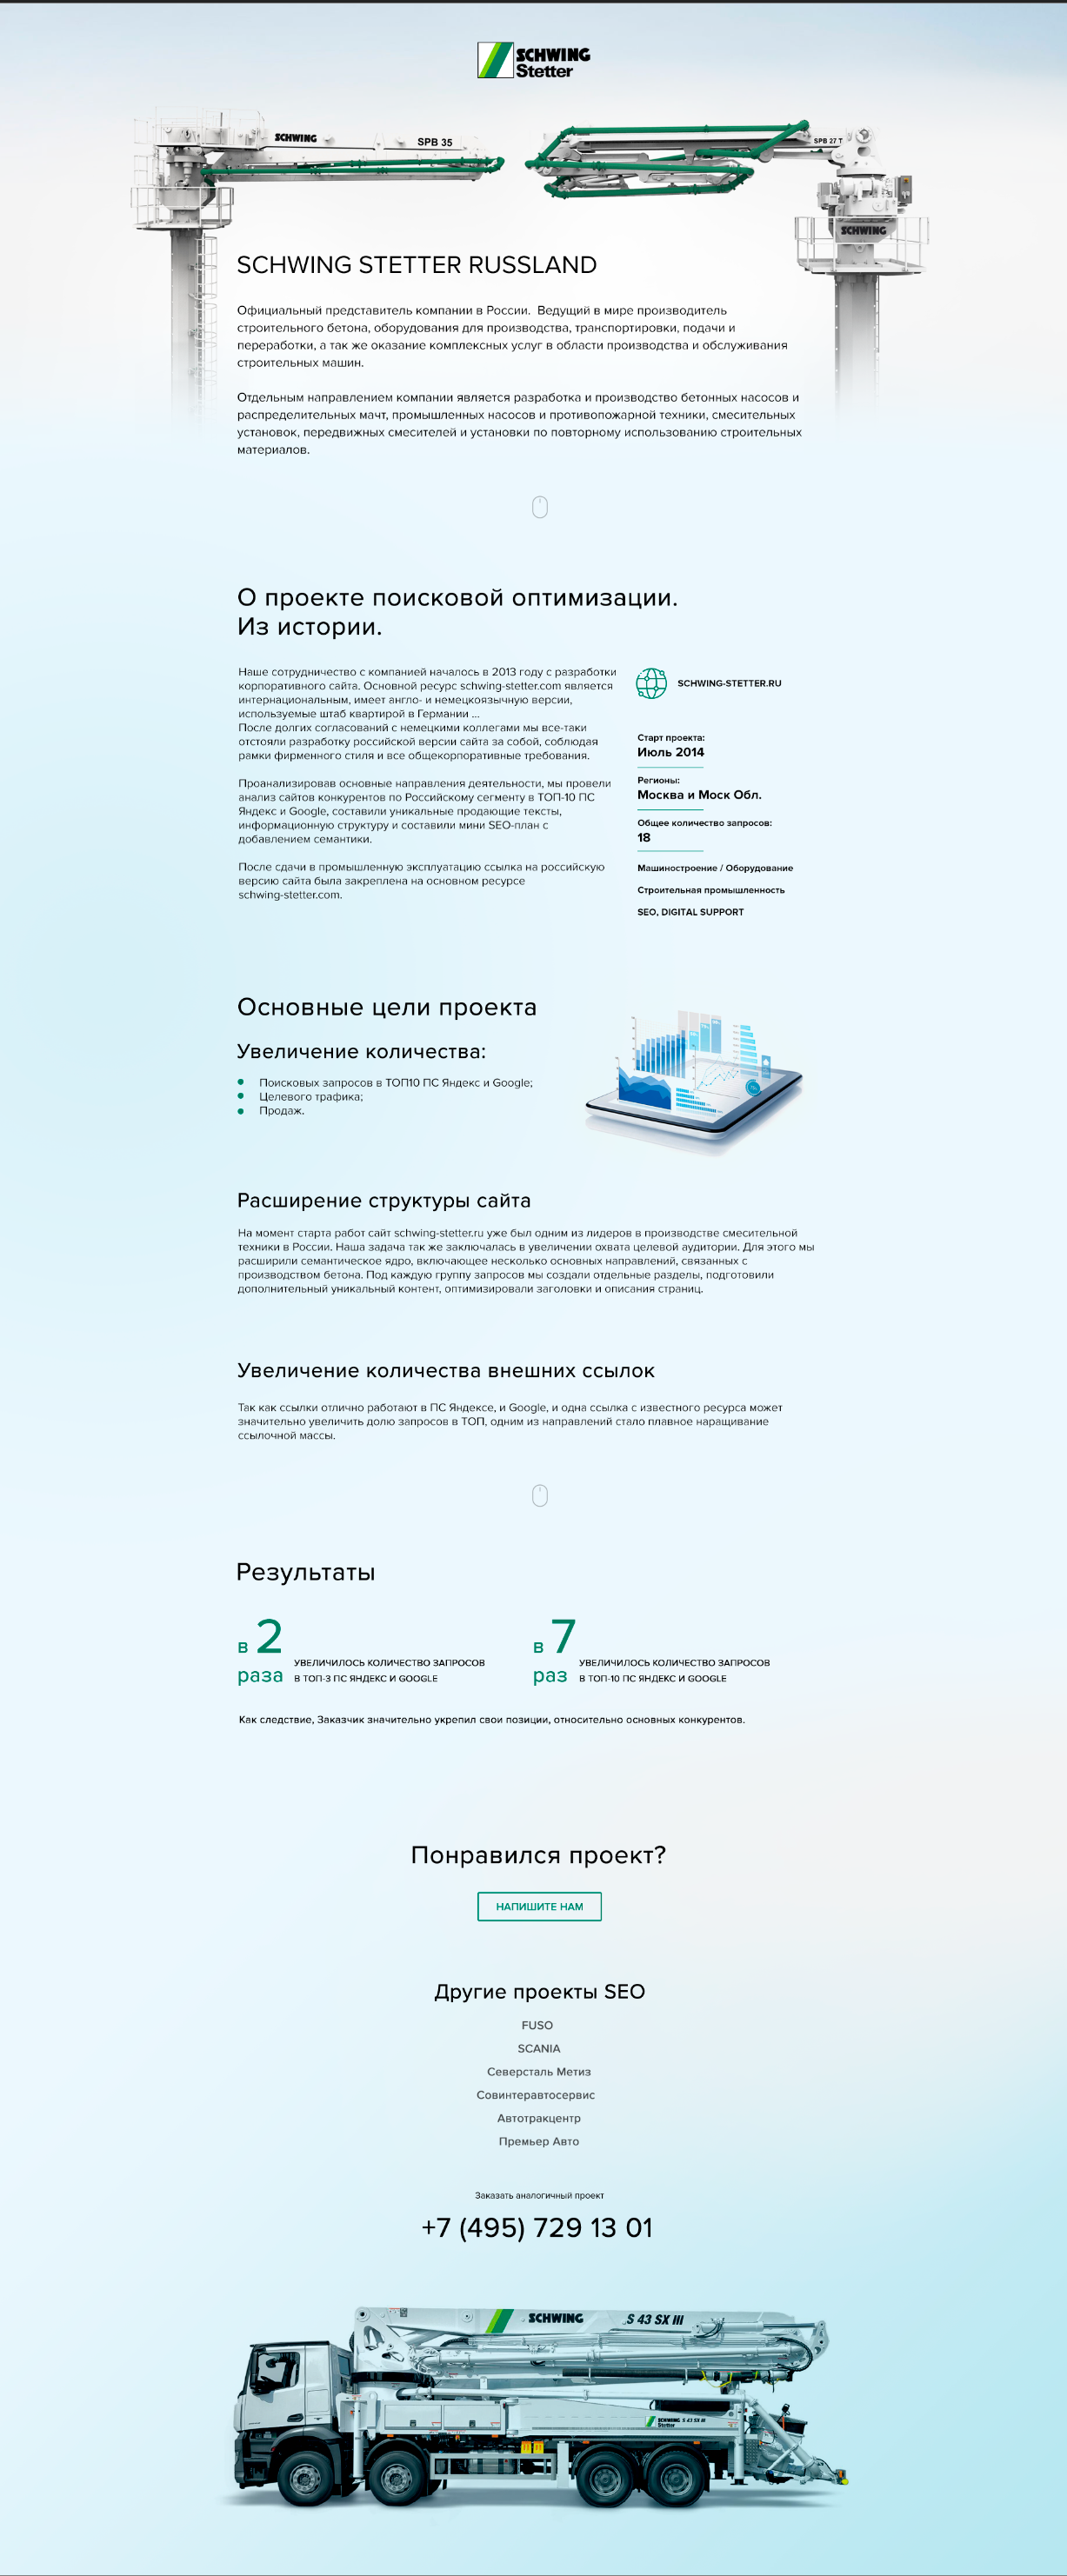 SCHWING
Stetter
SCHWING
SPB 35
SPB 27 T
SCHWING
SCHWING STETTER RUSSLAND
Официальный представитель компании в России. Ведущий в мире производитель
строительного бетона, оборудования для производства, транспортировки, подачи и
переработки, а так же оказание комплексных услуг в области производства и обслуживания
строительных машин.
Отдельным направлением компании является разработка и производство бетонных насосов и
распределительных мачт, промышленных насосов и противопожарной техники, смесительных
установок, передвижных смесителей и установки по повторному использованию строительных
материалов.
О проекте поисковой оптимизации.
Из истории.
Наше сотрудничество с компанией началось в 2013 году с разработки
корпоративного сайта. Основной ресурс schwing-stetter.com является
интернациональным, имеет англо- и немецкоязычную версии,
используемые штаб квартирой в Германии ...
После долгих согласований с немецкими коллегами мы все-таки
отстояли разработку российской версии сайта за собой, соблюдая
рамки фирменного стиля и все общекорпоративные требования.
Проанализировав основные направления деятельности, мы провели
анализ сайтов конкурентов по Российскому сегменту в ТОП-10 ПС
Яндекс и Google, составили уникальные продающие тексты,
информационную структуру и составили мини SEO-план с
добавлением семантики.
После сдачи в промышленную эксплуатацию ссылка на российскую
версию сайта была закреплена на основном ресурсе
schwing-stetter.com.
SCHWING-STETTER.RU
Старт проекта:
Июль 2014
Регионы:
Москва и Моск Обл.
Общее количество запросов:
18
Машиностроение / Оборудование
Строительная промышленность
SEO, DIGITAL SUPPORT
Основные цели проекта
Увеличение количества:
Поисковых запросов в ТОП10 ПС Яндекс и Google;
Целевого трафика;
Продаж.
Расширение структуры сайта
На момент старта работ сайт schwing-stetter.ru уже был одним из лидеров в производстве смесительной
техники в России. Наша задача так же заключалась в увеличении охвата целевой аудитории. Для этого мы
расширили семантическое ядро, включающее несколько основных направлений, связанных с
производством бетона. Под каждую группу запросов мы создали отдельные разделы, подготовили
дополнительный уникальный контент, оптимизировали заголовки и описания страниц.
Увеличение количества внешних ссылок
Так как ссылки отлично работают в ПС Яндексе, и Google, и одна ссылка с известного ресурса может
значительно увеличить долю запросов в ТОП, одним из направлений стало плавное наращивание
ссылочной массы.
Результаты
в 2
раза
УВЕЛИЧИЛОСЬ КОЛИЧЕСТВО ЗАПРОСОВ
В ТОП-3 ПС ЯНДЕКС И GOOGLE
в 7
раз
УВЕЛИЧИЛОСЬ КОЛИЧЕСТВО ЗАПРОСОВ
В ТОП-10 ПС ЯНДЕКС И GOOGLE
Как следствие, Заказчик значительно укрепил свои позиции, относительно основных конкурентов.
Понравился проект?
НАПИШИТЕ НАМ
Другие проекты SEO
FUSO
SCANIA
Северсталь Метиз
Совинтеравтосервис
Автотракцентр
Премьер Авто
Заказать аналогичный проект
+7 (495) 729 13 01
SCHWING
S 43 SX III
SCHWING
Stetter
S 43 SX III